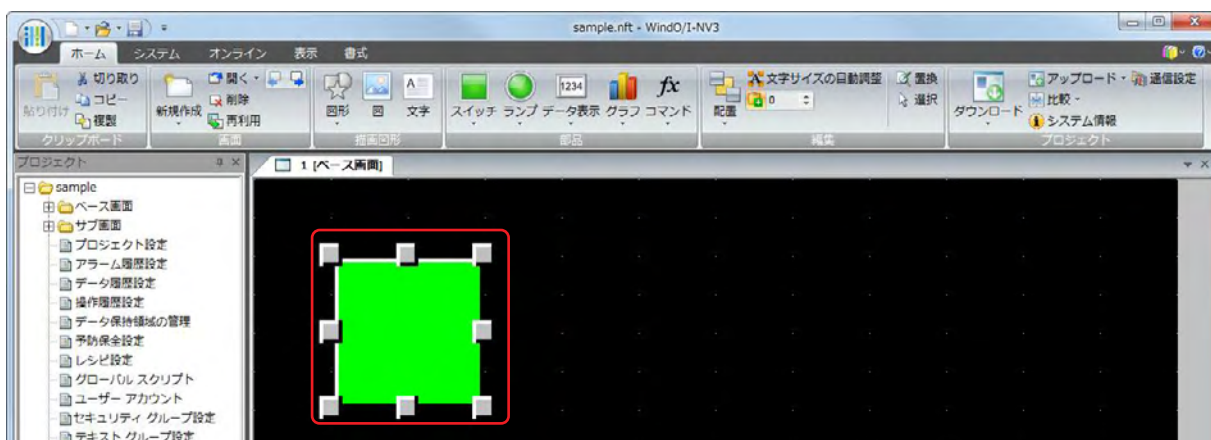 sample.nft - WindO/I-NV3
ホーム システム オンライン 表示 書式
貼り付け 切り取り コピー 複製
クリップボード
新規作成 開く 削除 再利用
画面
図形 図 A 文字
描画図形
スイッチ ランプ 1234 データ表示 グラフ fx コマンド
部品
配置 文字サイズの自動調整 0 置換 選択
編集
ダウンロード アップロード 比較 システム情報 通信設定
プロジェクト
プロジェクト
1 [ベース画面]
sample
ベース画面
サブ画面
プロジェクト設定
アラーム履歴設定
データ履歴設定
操作履歴設定
データ保持領域の管理
予防保全設定
レシピ設定
グローバル スクリプト
ユーザー アカウント
セキュリティ グループ設定
テキスト グループ設定